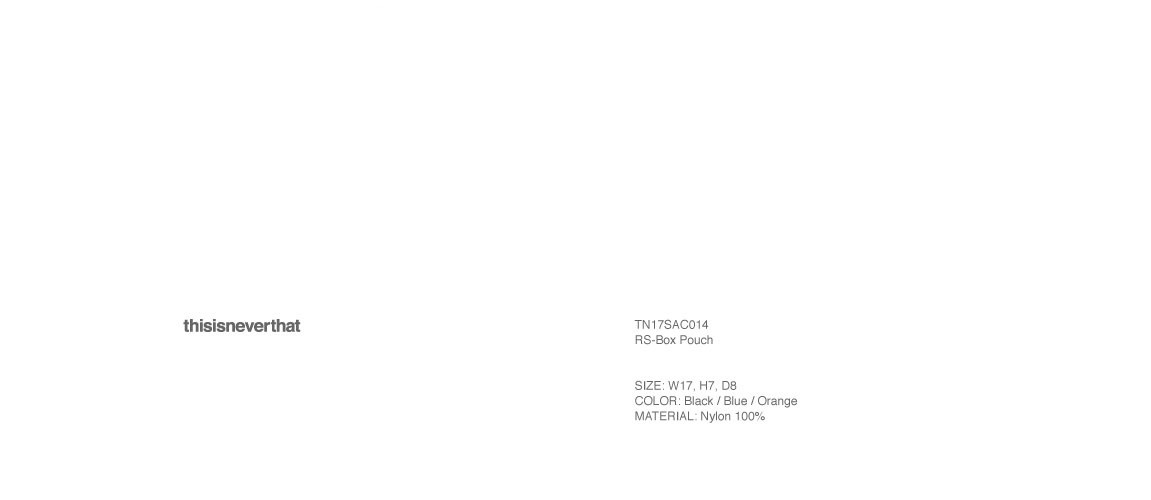 thisisneverthat
TN17SAC014
RS-Box Pouch
SIZE: W17, H7, D8
COLOR: Black / Blue / Orange
MATERIAL: Nylon 100%